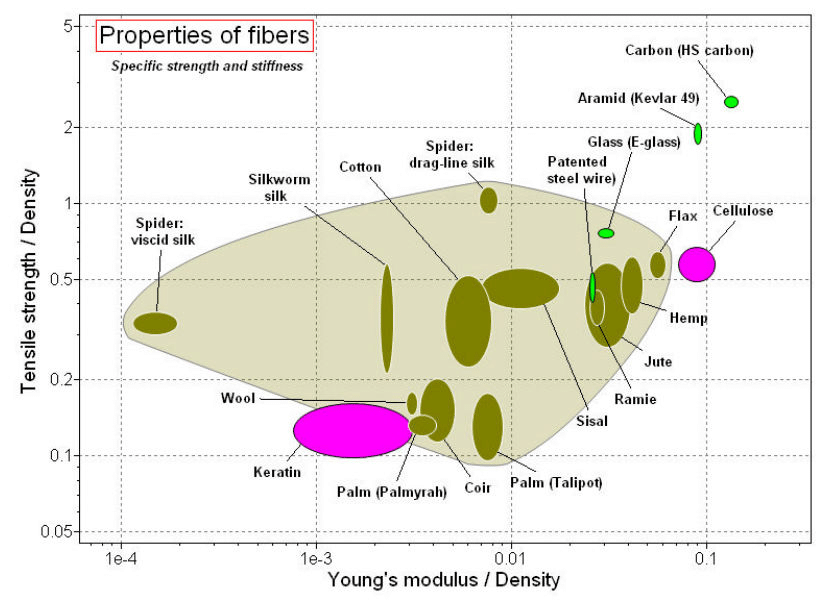 Properties of fibers
Specific strength and stiffness
Carbon (HS carbon)
Aramid (Kevlar 49)
Glass (E-glass)
Patented
steel wire)
Spider:
drag-line silk
Cotton
Silkworm
silk
Spider:
viscid silk
Flax
Cellulose
Hemp
Jute
Ramie
Sisal
Wool
Keratin
Palm (Palmyrah)
Coir
Palm (Talipot)
Tensile strength / Density
5
2
1
0.5
0.2
0.1
0.05
1e-4
1e-3
0.01
0.1
Young's modulus / Density